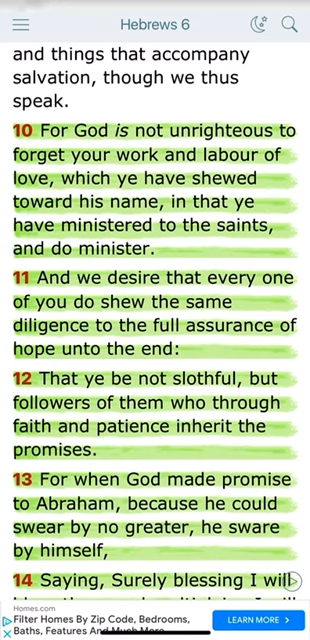 Hebrews 6
and things that accompany
salvation, though we thus
speak.
10 For God is not unrighteous to
forget your work and labour of
love, which ye have shewed
toward his name, in that ye
have ministered to the saints,
and do minister.
11 And we desire that every one
of you do shew the same
diligence to the full assurance of
hope unto the end:
12 That ye be not slothful, but
followers of them who through
faith and patience inherit the
promises.
13 For when God made promise
to Abraham, because he could
swear by no greater, he sware
by himself,
14 Saying, Surely blessing I will
Homes.com
Filter Homes By Zip Code, Bedrooms,
Baths, Features And Much More
LEARN MORE